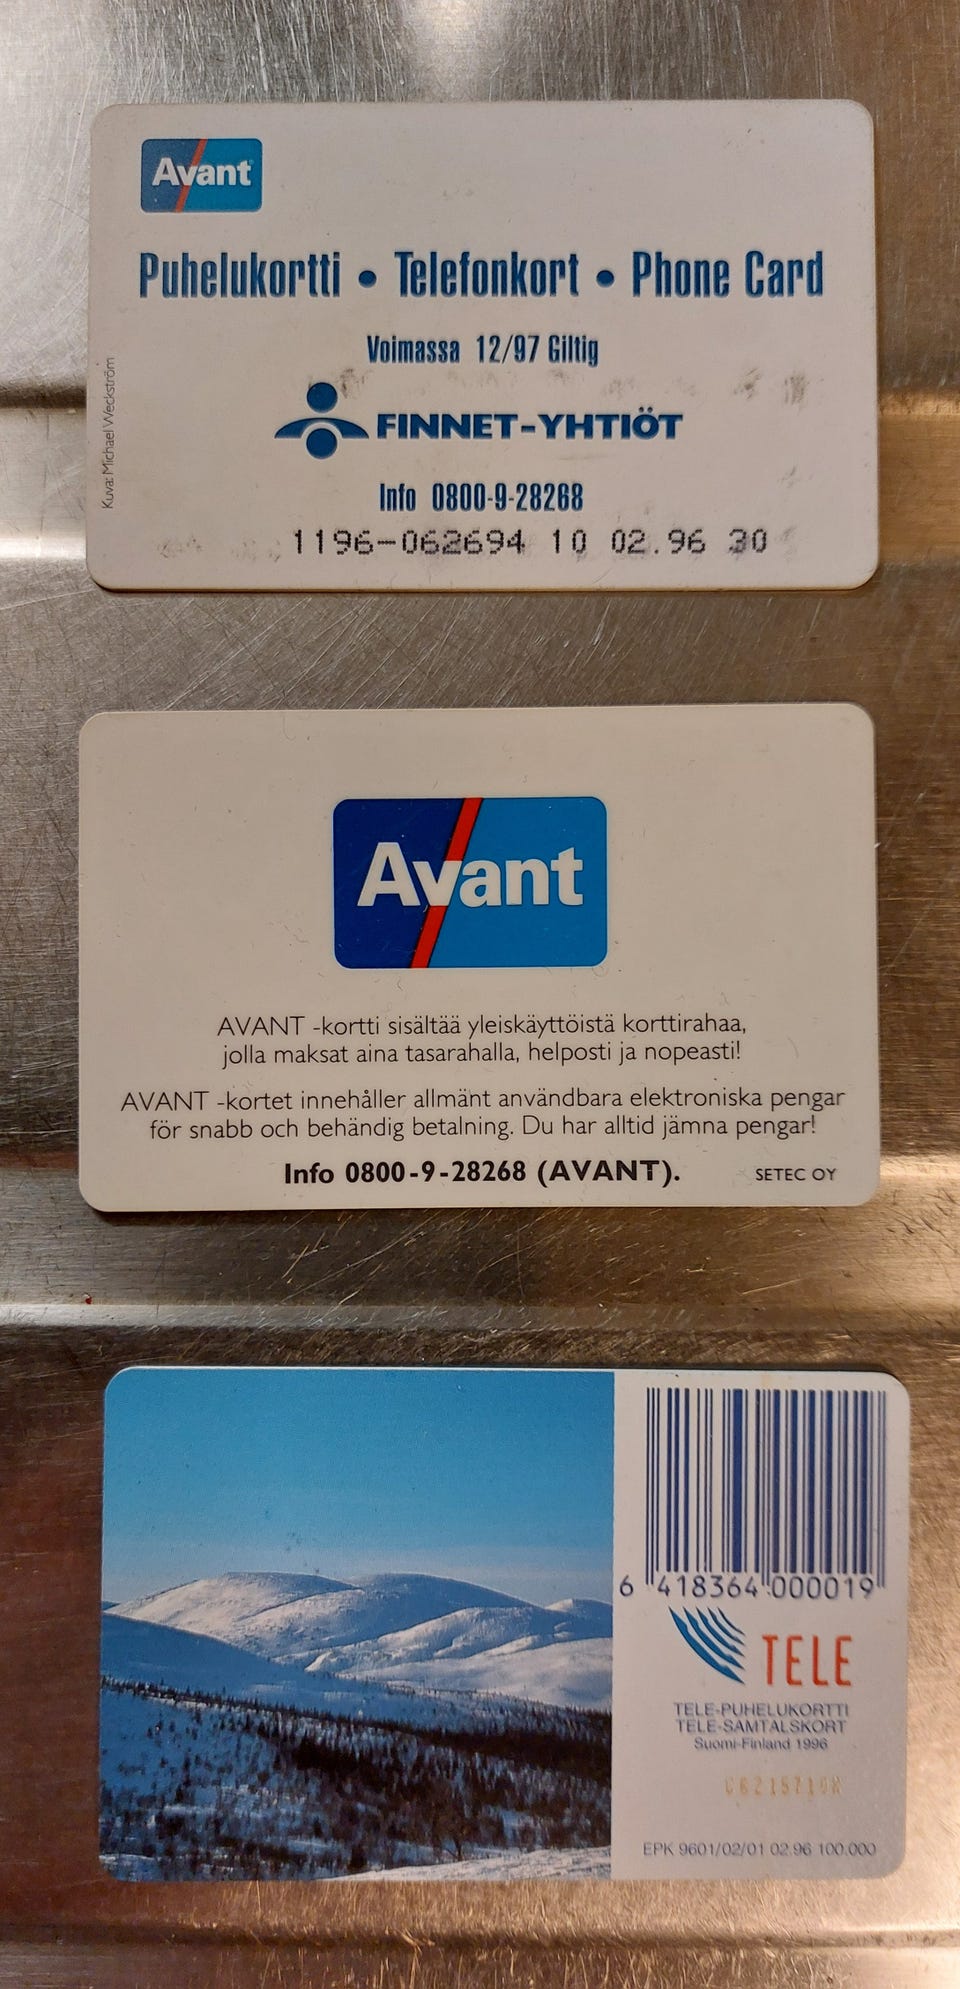 Avant
Puhelukortti • Telefonkort • Phone Card
Voimassa 12/97 Giltig
Kuva: Michael Weckström
FINNET-YHTIÖT
Info 0800-9-28268
1196-062694 10 02.96 30
Avant
AVANT -kortti sisältää yleiskäyttöistä korttirahaa,
jolla maksat aina tasarahalla, helposti ja nopeasti!
AVANT -kortet innehåller allmänt användbara elektroniska pengar
för snabb och behändig betalning. Du har alltid jämna pengar!
Info 0800-9-28268 (AVANT).
SETEC OY
6 418364 000019
TELE
TELE-PUHELUKORTTI
TELE-SAMTALSKORT
Suomi-Finland 1996
EPK 9601/02/01 02.96 100.000